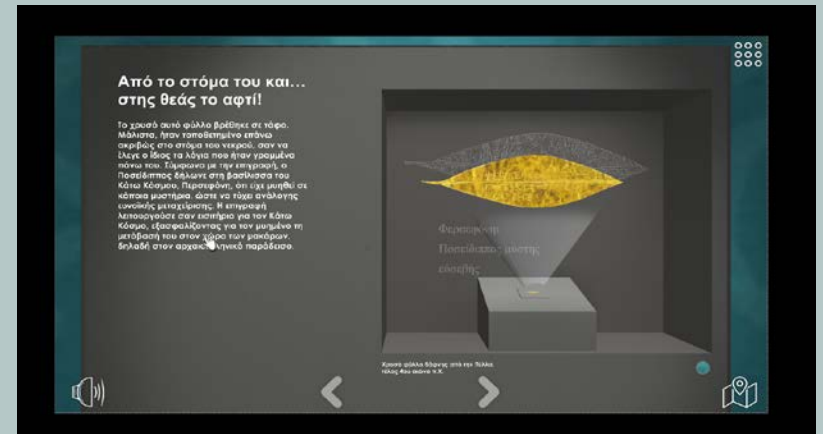 Από το στόμα του και...
στης θεάς το αφτί!
Το χρυσό αυτό φύλλο βρέθηκε σε τάφο.
Μάλιστα, ήταν τοποθετημένο επάνω
ακριβώς στο στόμα του νεκρού, σαν να
έλεγε ο ίδιος τα λόγια που ήταν γραμμένα
πάνω του. Σύμφωνα με την επιγραφή, ο
Ποσείδιππος δήλωνε στη βασίλισσα του
Κάτω Κόσμου, Περσεφόνη, ότι είχε μυηθεί σε
κάποια μυστήρια, ώστε να τύχει ανάλογης
ευνοϊκής μεταχείρισης. Η επιγραφή
λειτουργούσε σαν εισιτήριο για τον Κάτω
Κόσμο, εξασφαλίζοντας για τον μυημένο τη
μετάβασή του στον χώρο των μακάρων,
δηλαδή στον αρχαιοελληνικό παράδεισο.
Φερσεφόνηι
Ποσείδιππος μύστης
εὐσεβής
Χρυσό φύλλο δάφνης από την Πέλλα,
τέλος 4ου αιώνα π.Χ.